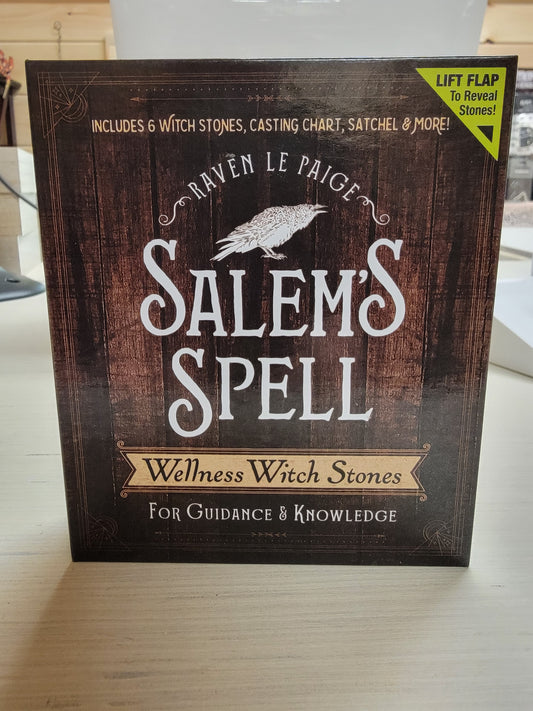 LIFT FLAP
To Reveal
Stones!
INCLUDES 6 WITCH STONES, CASTING CHART, SATCHEL & MORE!
RAVEN LE PAIGE
SALEM'S
SPELL
Wellness Witch Stones
FOR GUIDANCE & KNOWLEDGE